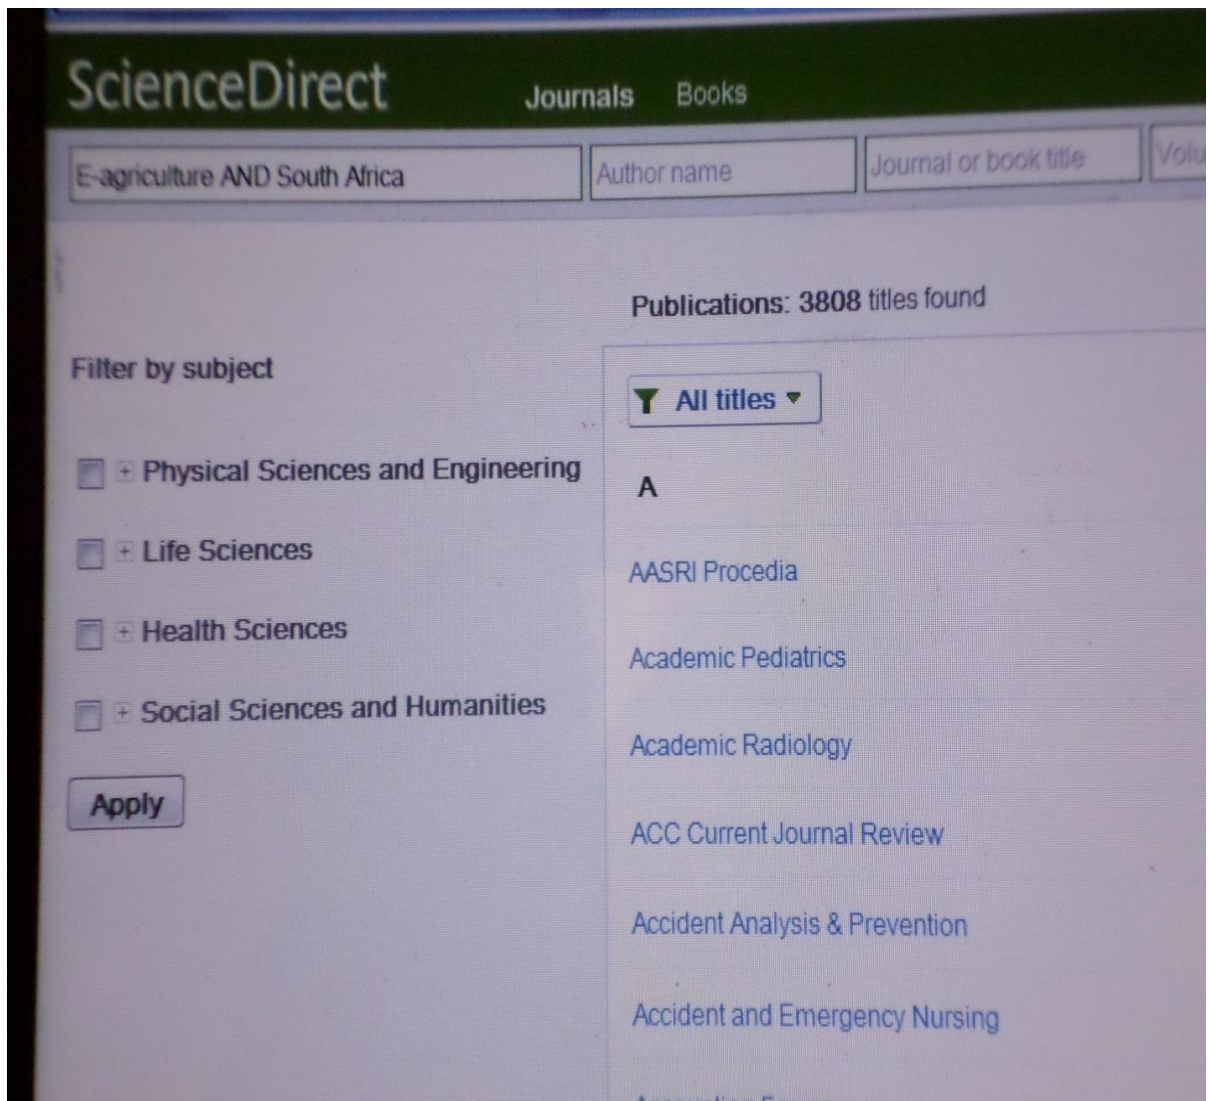 ScienceDirect
Journals Books
E-agriculture AND South Africa
Author name
Journal or book title
Volu
Publications: 3808 titles found
Filter by subject
All titles
Physical Sciences and Engineering
A
Life Sciences
AASRI Procedia
Health Sciences
Academic Pediatrics
Social Sciences and Humanities
Academic Radiology
Apply
ACC Current Journal Review
Accident Analysis & Prevention
Accident and Emergency Nursing